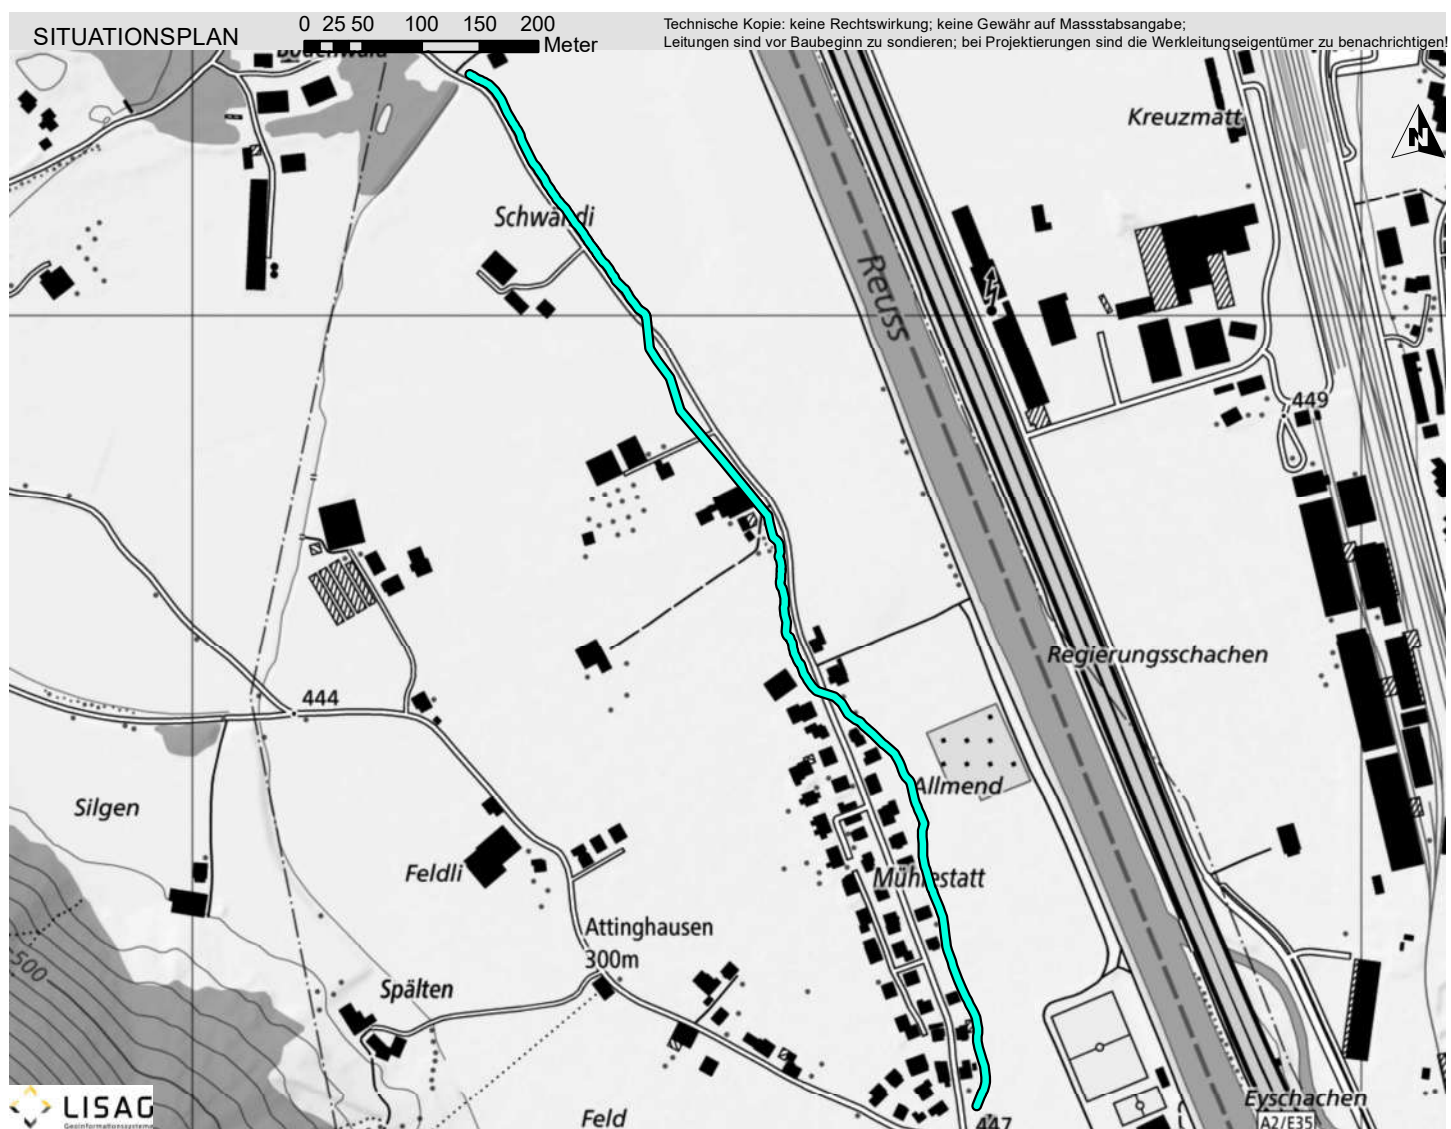 SITUATIONSPLAN
0 25 50 100 150 200
Meter
Technische Kopie: keine Rechtswirkung; keine Gewähr auf Massstabsangabe;
Leitungen sind vor Baubeginn zu sondieren; bei Projektierungen sind die Werkleitungseigentümer zu benachrichtigen!
Kreuzmatt
N
Schwändi
Reuss
449
Regierungsschachen
444
Silgen
Allmend
Feldli
Mühlestatt
Attinghausen
300m
500
Spälten
Eyschachen
A2/E35
447
Feld
LISAG
Geoinformationssysteme